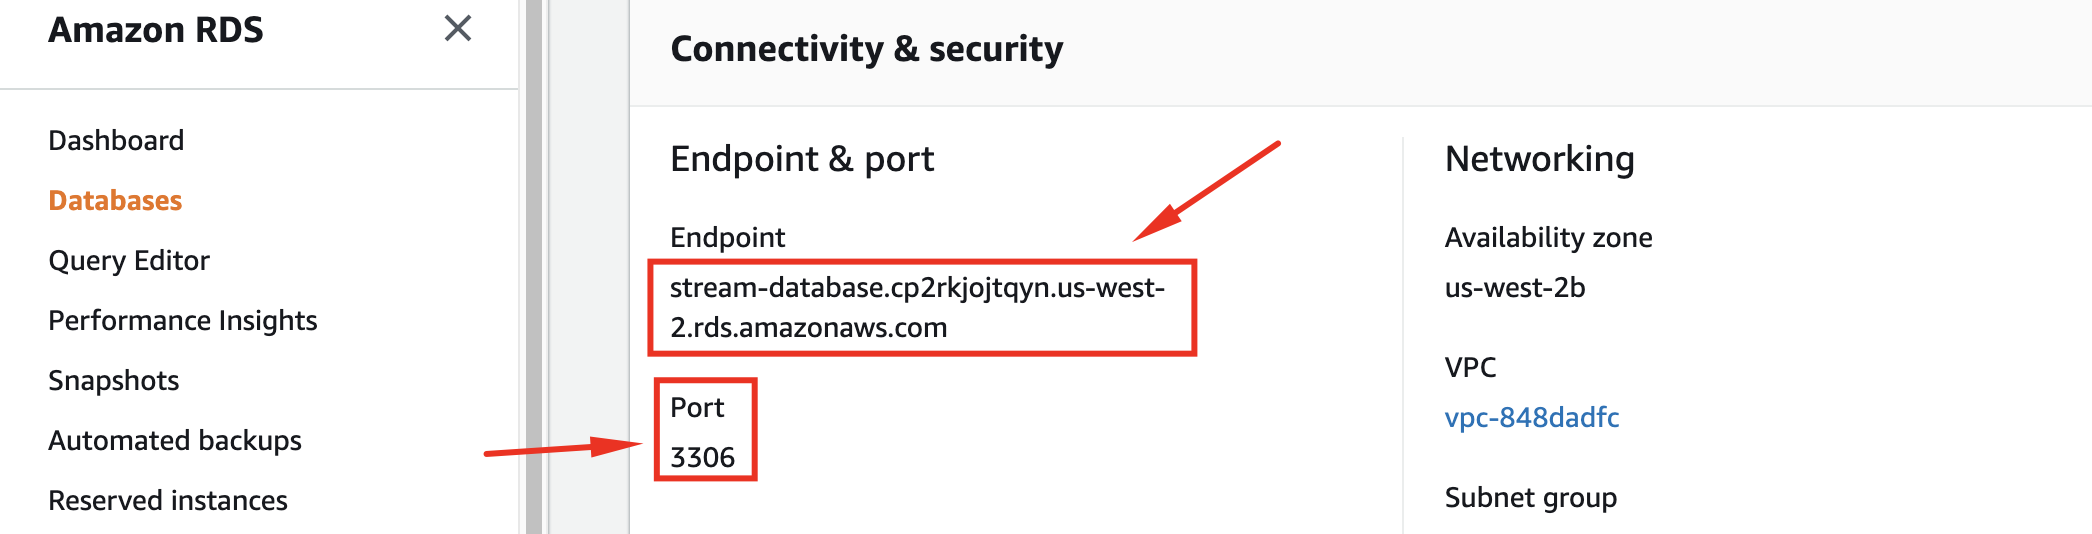 Amazon RDS
Dashboard
Databases
Query Editor
Performance Insights
Snapshots
Automated backups
Reserved instances
Connectivity & security
Endpoint & port
Endpoint
stream-database.cp2rkjojtqyn.us-west-
2.rds.amazonaws.com
Port
3306
Networking
Availability zone
us-west-2b
VPC
vpc-848dadfc
Subnet group